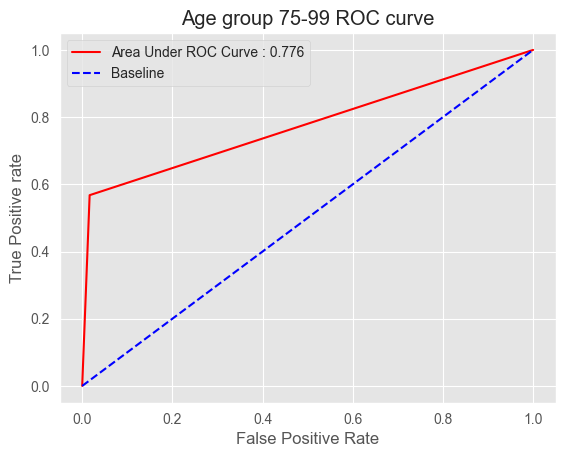 Age group 75-99 ROC curve
Area Under ROC Curve : 0.776
Baseline
True Positive rate
1.0
0.8
0.6
0.4
0.2
0.0
0.0 0.2 0.4 0.6 0.8 1.0
False Positive Rate